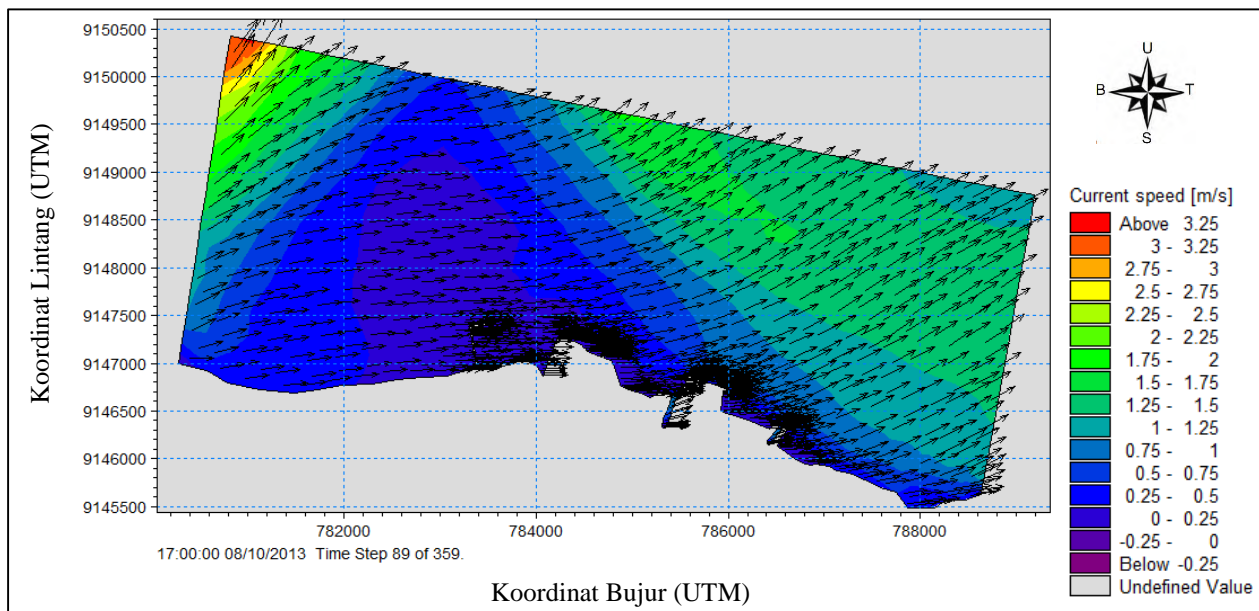 Koordinat Lintang (UTM)
9150500
9150000
9149500
9149000
9148500
9148000
9147500
9147000
9146500
9146000
9145500
782000
784000
786000
788000
17:00:00 08/10/2013 Time Step 89 of 359.
Koordinat Bujur (UTM)
U
B
T
S
Current speed [m/s]
Above 3.25
3 - 3.25
2.75 - 3
2.5 - 2.75
2.25 - 2.5
2 - 2.25
1.75 - 2
1.5 - 1.75
1.25 - 1.5
1 - 1.25
0.75 - 1
0.5 - 0.75
0.25 - 0.5
0 - 0.25
-0.25 - 0
Below -0.25
Undefined Value